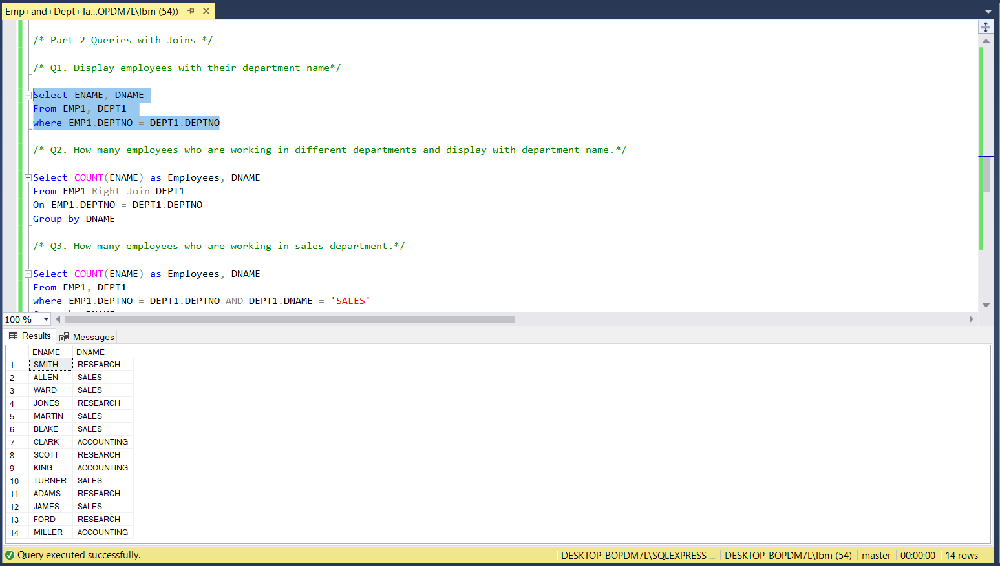 Emp+and+Dept+Ta...OPDM7L\Ibm (54))
/* Part 2 Queries with Joins */
/* Q1. Display employees with their department name*/
Select ENAME, DNAME
From EMP1, DEPT1
where EMP1.DEPTNO = DEPT1.DEPTNO
/* Q2. How many employees who are working in different departments and display with department name.*/
Select COUNT(ENAME) as Employees, DNAME
From EMP1 Right Join DEPT1
On EMP1.DEPTNO = DEPT1.DEPTNO
Group by DNAME
/* Q3. How many employees who are working in sales department.*/
Select COUNT(ENAME) as Employees, DNAME
From EMP1, DEPT1
where EMP1.DEPTNO = DEPT1.DEPTNO AND DEPT1.DNAME = 'SALES'
100 %
Results Messages
ENAME DNAME
1 SMITH RESEARCH
2 ALLEN SALES
3 WARD SALES
4 JONES RESEARCH
5 MARTIN SALES
6 BLAKE SALES
7 CLARK ACCOUNTING
8 SCOTT RESEARCH
9 KING ACCOUNTING
10 TURNER SALES
11 ADAMS RESEARCH
12 JAMES SALES
13 FORD RESEARCH
14 MILLER ACCOUNTING
Query executed successfully. DESKTOP-BOPDM7L\SQLEXPRESS ... DESKTOP-BOPDM7L\Ibm (54) master 00:00:00 14 rows